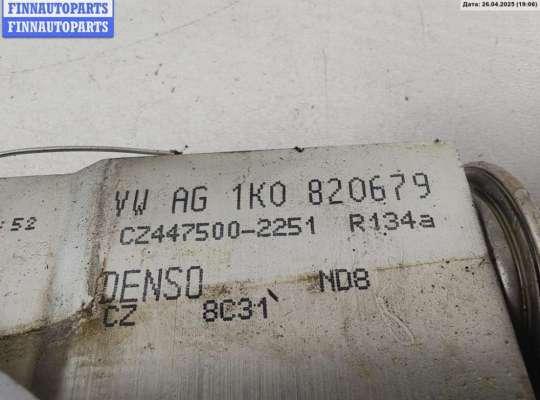 FINNAUTOPARTS
FINNAUTOPARTS
Дата: 26.04.2025 (19:06)
VW AG 1K0 820679
52
CZ447500-2251 R134a
DENSO ND8
CZ 8C31